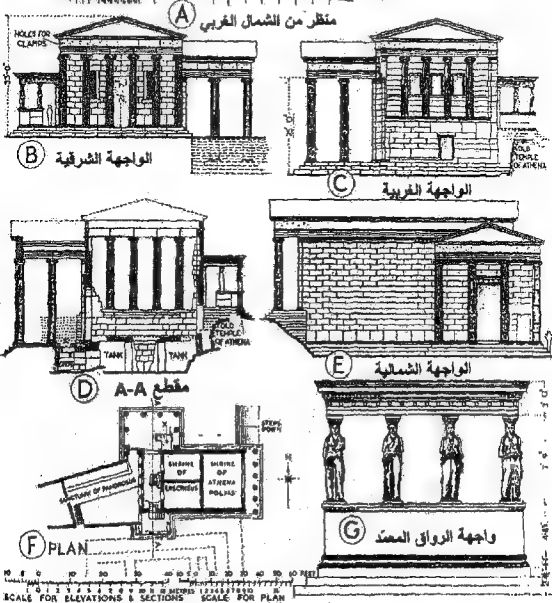 A منظر من الشمال الغربي
HOLES FOR
CLAMPS
B الواجهة الشرقية
OLD
TEMPLE
OF ATHENA
C الواجهة الغربية
TANK
TANK
OLD
TEMPLE
OF ATHENA
D مقطع A-A
E الواجهة الشمالية
SANCTUARY OF PANDROSUS
SHRINE
OF
ERECHTHEUS
SHRINE
OF
ATHENA
POLIAS
F PLAN
G واجهة الرواق المعمّد
SCALE FOR ELEVATIONS & SECTIONS
SCALE FOR PLAN